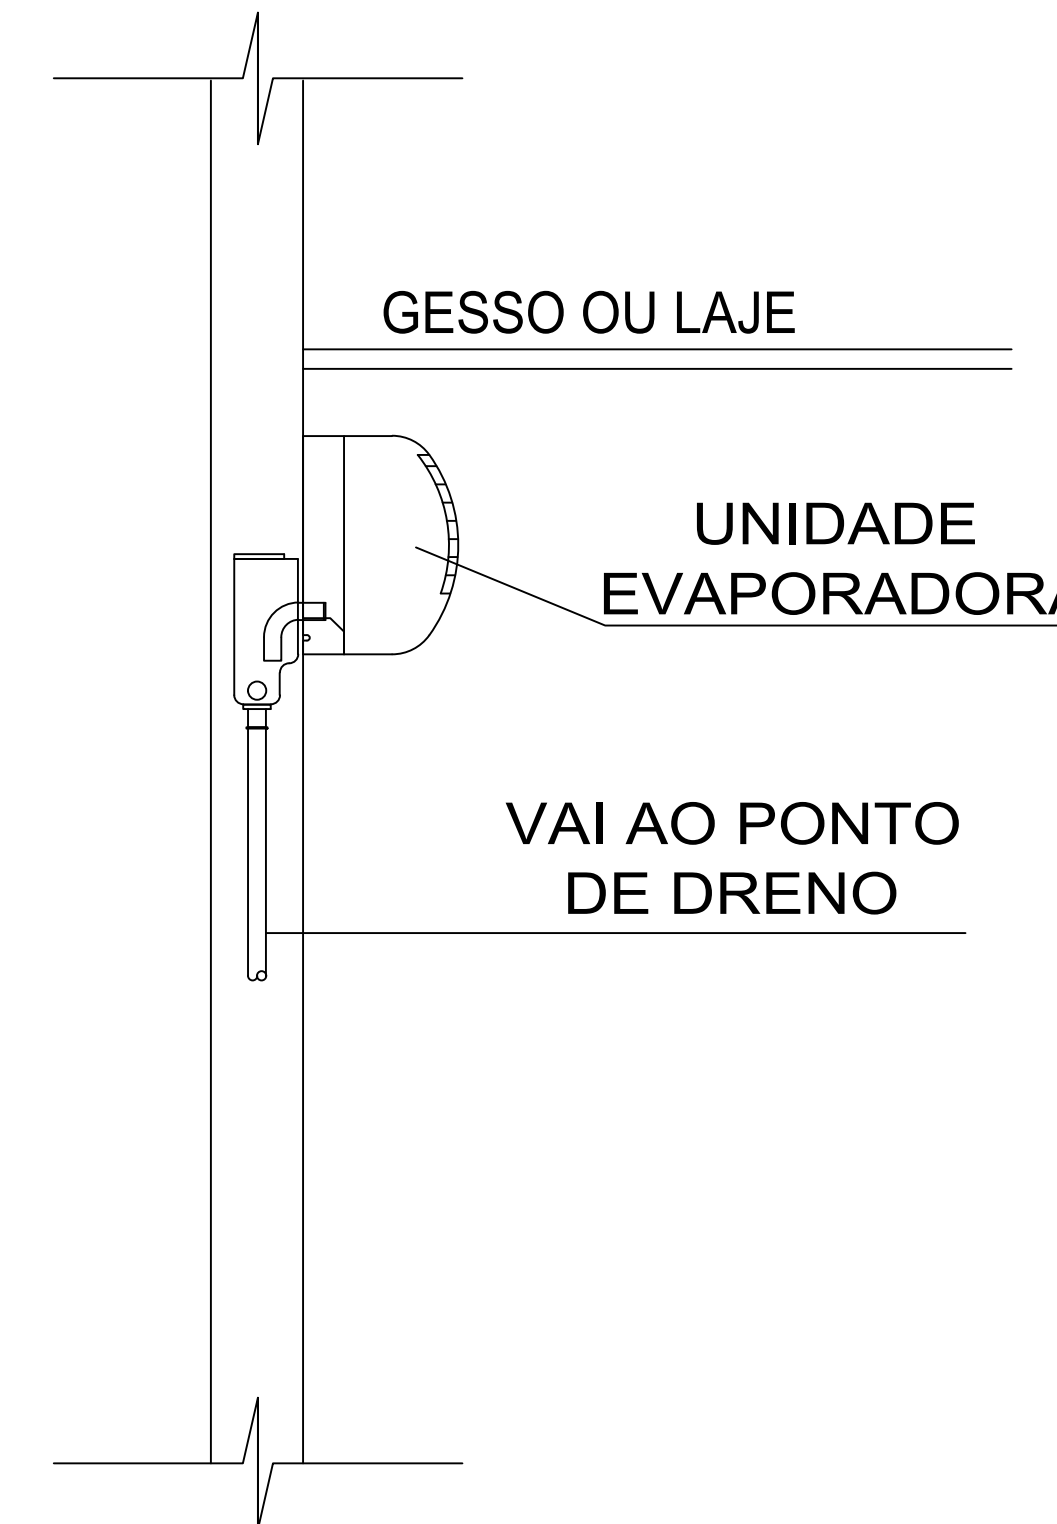 GESSO OU LAJE
UNIDADE
EVAPORADORA
VAI AO PONTO
DE DRENO